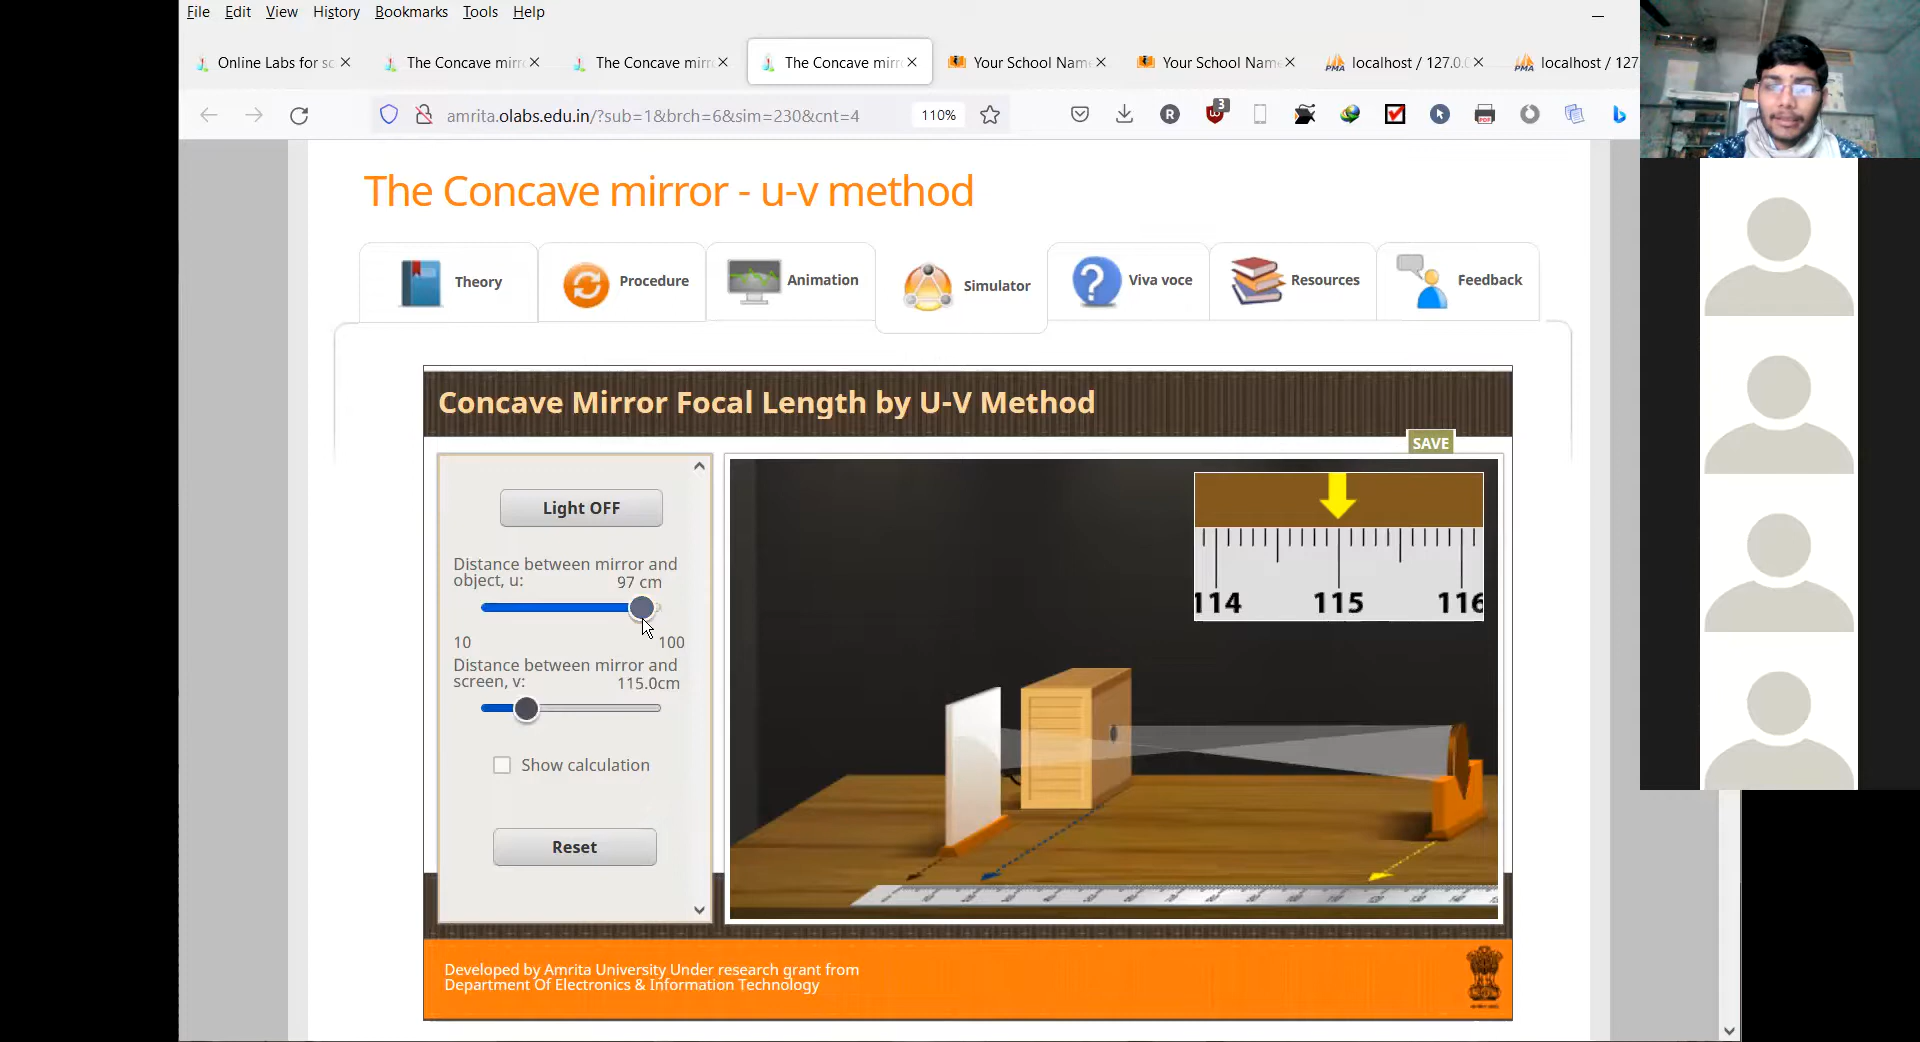 File Edit View History Bookmarks Tools Help
Online Labs for sc
The Concave mirr
The Concave mirr
The Concave mirr
Your School Nam
Your School Nam
PMA localhost / 127.0.0
PMA localhost / 127
amrita.olabs.edu.in/?sub=1&brch=6&sim=230&cnt=4
110%
R
3
The Concave mirror - u-v method
Theory
Procedure
Animation
Simulator
Viva voce
Resources
Feedback
Concave Mirror Focal Length by U-V Method
SAVE
Light OFF
Distance between mirror and
object, u: 97 cm
10 100
Distance between mirror and
screen, v: 115.0cm
Show calculation
Reset
114 115 116
Developed by Amrita University Under research grant from
Department Of Electronics & Information Technology